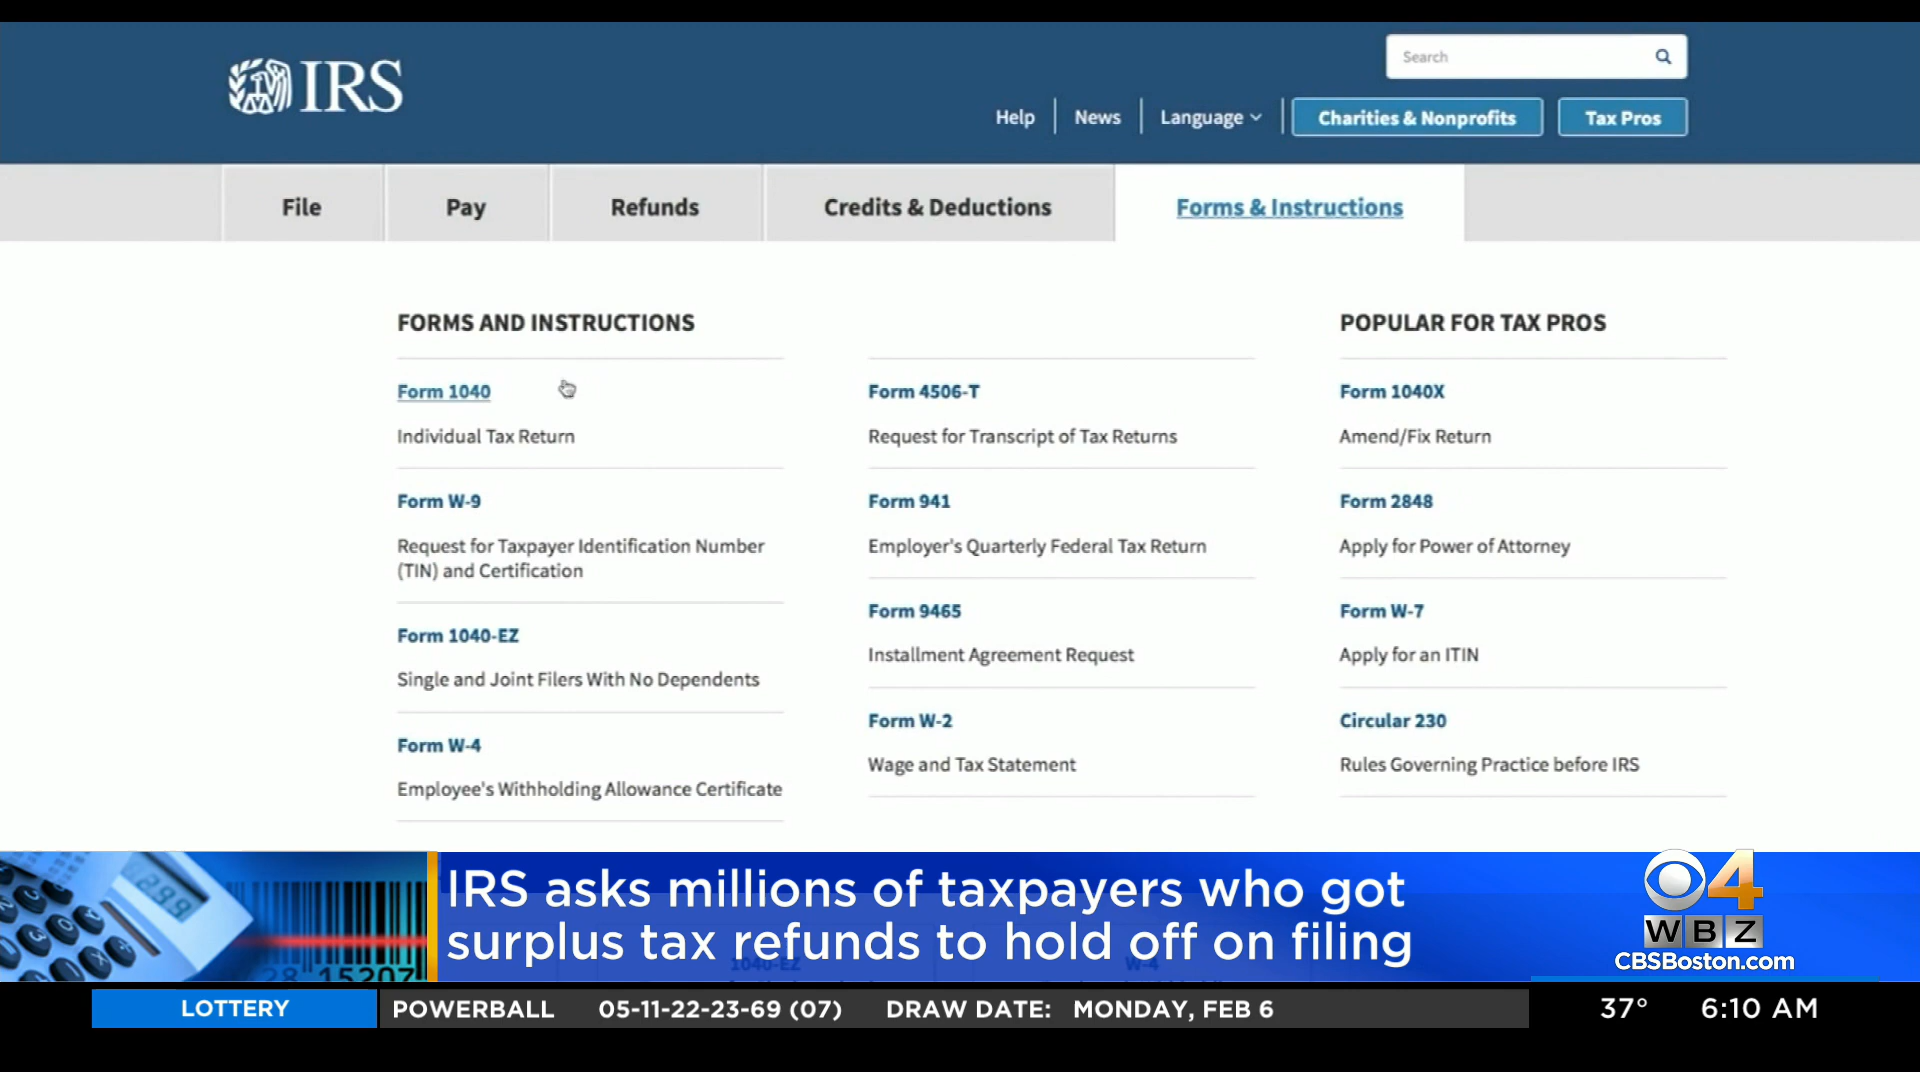 IRS
Search
Help
News
Language
Charities & Nonprofits
Tax Pros
File
Pay
Refunds
Credits & Deductions
Forms & Instructions
FORMS AND INSTRUCTIONS
Form 1040
Individual Tax Return
Form W-9
Request for Taxpayer Identification Number
(TIN) and Certification
Form 1040-EZ
Single and Joint Filers With No Dependents
Form W-4
Employee's Withholding Allowance Certificate
Form 4506-T
Request for Transcript of Tax Returns
Form 941
Employer's Quarterly Federal Tax Return
Form 9465
Installment Agreement Request
Form W-2
Wage and Tax Statement
POPULAR FOR TAX PROS
Form 1040X
Amend/Fix Return
Form 2848
Apply for Power of Attorney
Form W-7
Apply for an ITIN
Circular 230
Rules Governing Practice before IRS
IRS asks millions of taxpayers who got
surplus tax refunds to hold off on filing
1040-EZ
W-4
4
WBZ
CBSBoston.com
LOTTERY
POWERBALL 05-11-22-23-69 (07) DRAW DATE: MONDAY, FEB 6
37° 6:10 AM